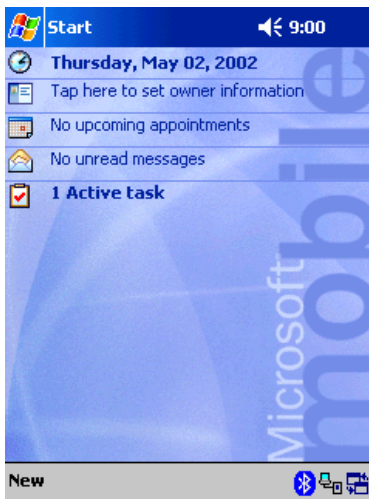 Start 9:00
Thursday, May 02, 2002
Tap here to set owner information
No upcoming appointments
No unread messages
1 Active task
Microsoft
mobile
New